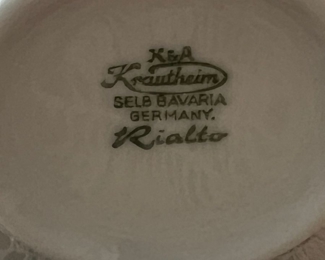 K&A
Krautheim
SELB BAVARIA
GERMANY.
Rialto